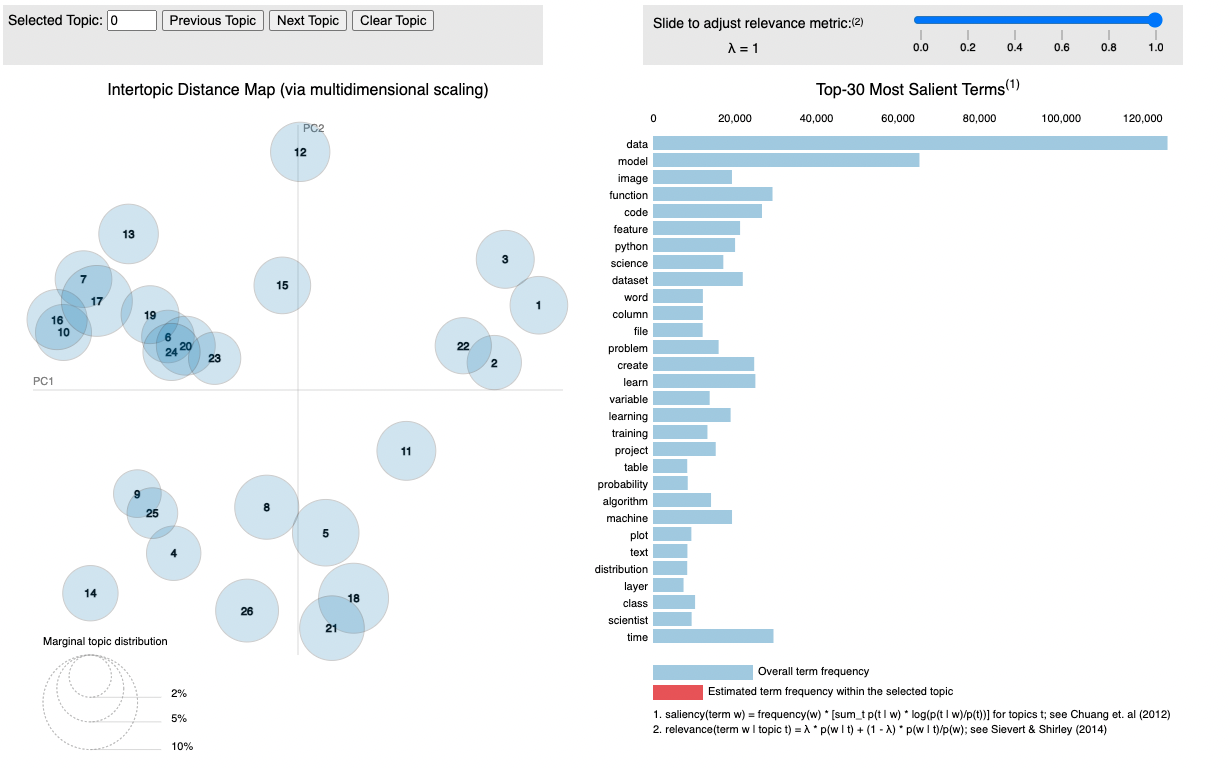 Selected Topic: 0 Previous Topic Next Topic Clear Topic
Slide to adjust relevance metric:(2)
λ = 1
0.0 0.2 0.4 0.6 0.8 1.0
Intertopic Distance Map (via multidimensional scaling)
PC2
PC1
12
13
3
7
15
17
1
19
16
10
6
20
22
24
23
2
11
9
8
25
5
4
14
18
26
21
Marginal topic distribution
2%
5%
10%
Top-30 Most Salient Terms(1)
0 20,000 40,000 60,000 80,000 100,000 120,000
data
model
image
function
code
feature
python
science
dataset
word
column
file
problem
create
learn
variable
learning
training
project
table
probability
algorithm
machine
plot
text
distribution
layer
class
scientist
time
Overall term frequency
Estimated term frequency within the selected topic
1. saliency(term w) = frequency(w) * [sum_t p(t | w) * log(p(t | w)/p(t))] for topics t; see Chuang et. al (2012)
2. relevance(term w | topic t) = λ * p(w | t) + (1 - λ) * p(w | t)/p(w); see Sievert & Shirley (2014)